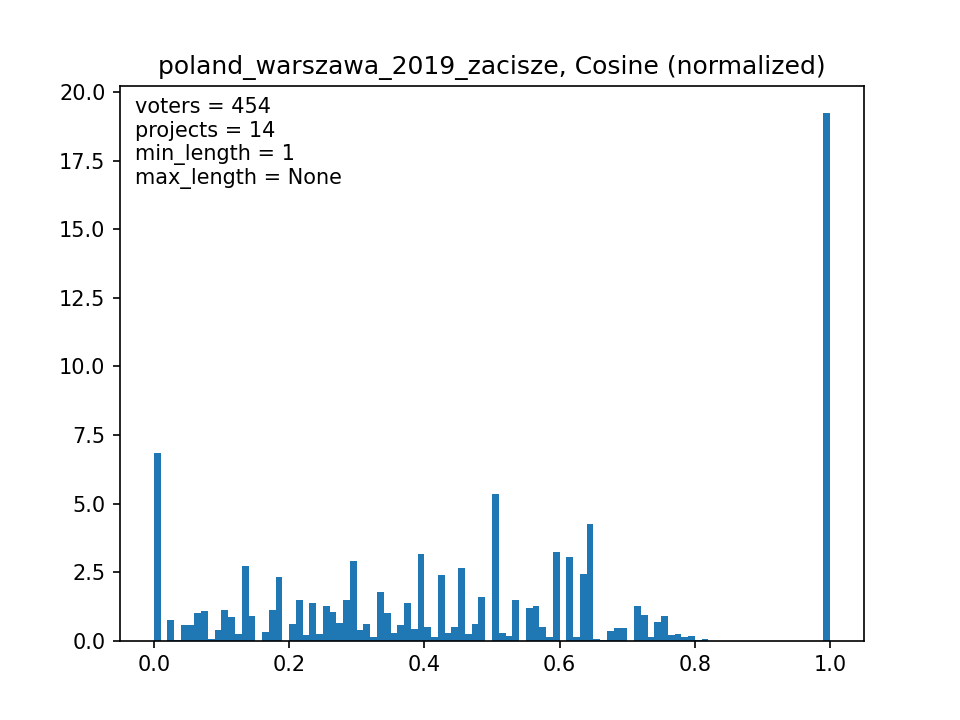 poland_warszawa_2019_zacisze, Cosine (normalized)
voters = 454
projects = 14
min_length = 1
max_length = None
20.0
17.5
15.0
12.5
10.0
7.5
5.0
2.5
0.0
0.0 0.2 0.4 0.6 0.8 1.0